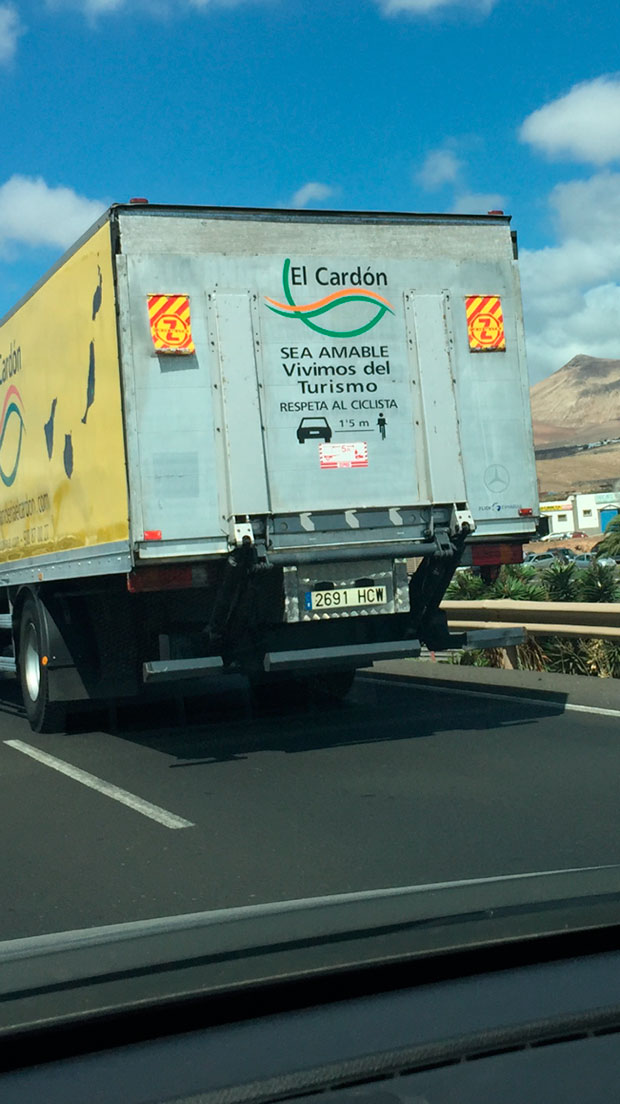 El Cardón
SEA AMABLE
Vivimos del
Turismo
RESPETA AL CICLISTA
1'5 m
Z
Z
2691 HCW